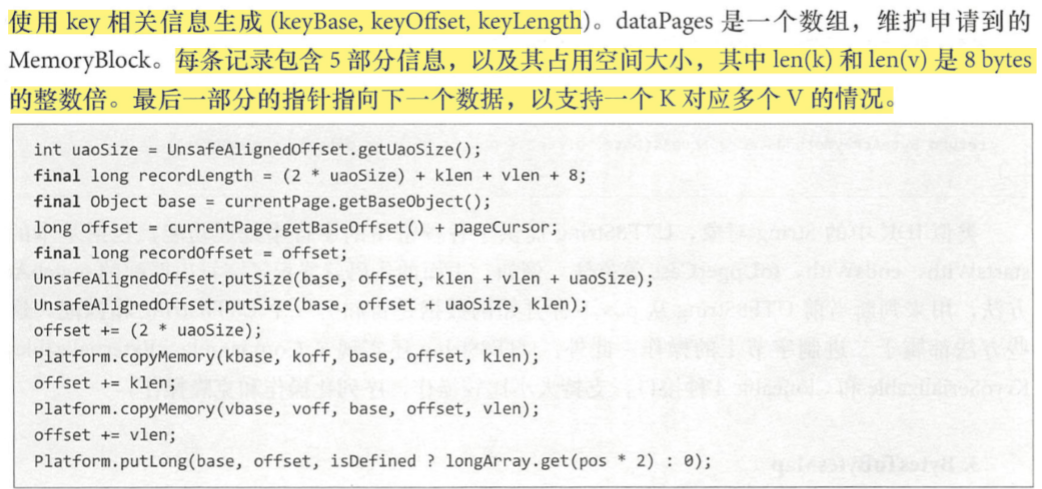 使用 key 相关信息生成 (keyBase, keyOffset, keyLength)。dataPages 是一个数组，维护申请到的
MemoryBlock。每条记录包含 5 部分信息，以及其占用空间大小，其中 len(k) 和 len(v) 是 8 bytes
的整数倍。最后一部分的指针指向下一个数据，以支持一个 K 对应多个 V 的情况。
int uaoSize = UnsafeAlignedOffset.getUaoSize();
final long recordLength = (2 * uaoSize) + klen + vlen + 8;
final Object base = currentPage.getBaseObject();
long offset = currentPage.getBaseOffset() + pageCursor;
final long recordOffset = offset;
UnsafeAlignedOffset.putSize(base, offset, klen + vlen + uaoSize);
UnsafeAlignedOffset.putSize(base, offset + uaoSize, klen);
offset += (2 * uaoSize);
Platform.copyMemory(kbase, koff, base, offset, klen);
offset += klen;
Platform.copyMemory(vbase, voff, base, offset, vlen);
offset += vlen;
Platform.putLong(base, offset, isDefined ? longArray.get(pos * 2) : 0);